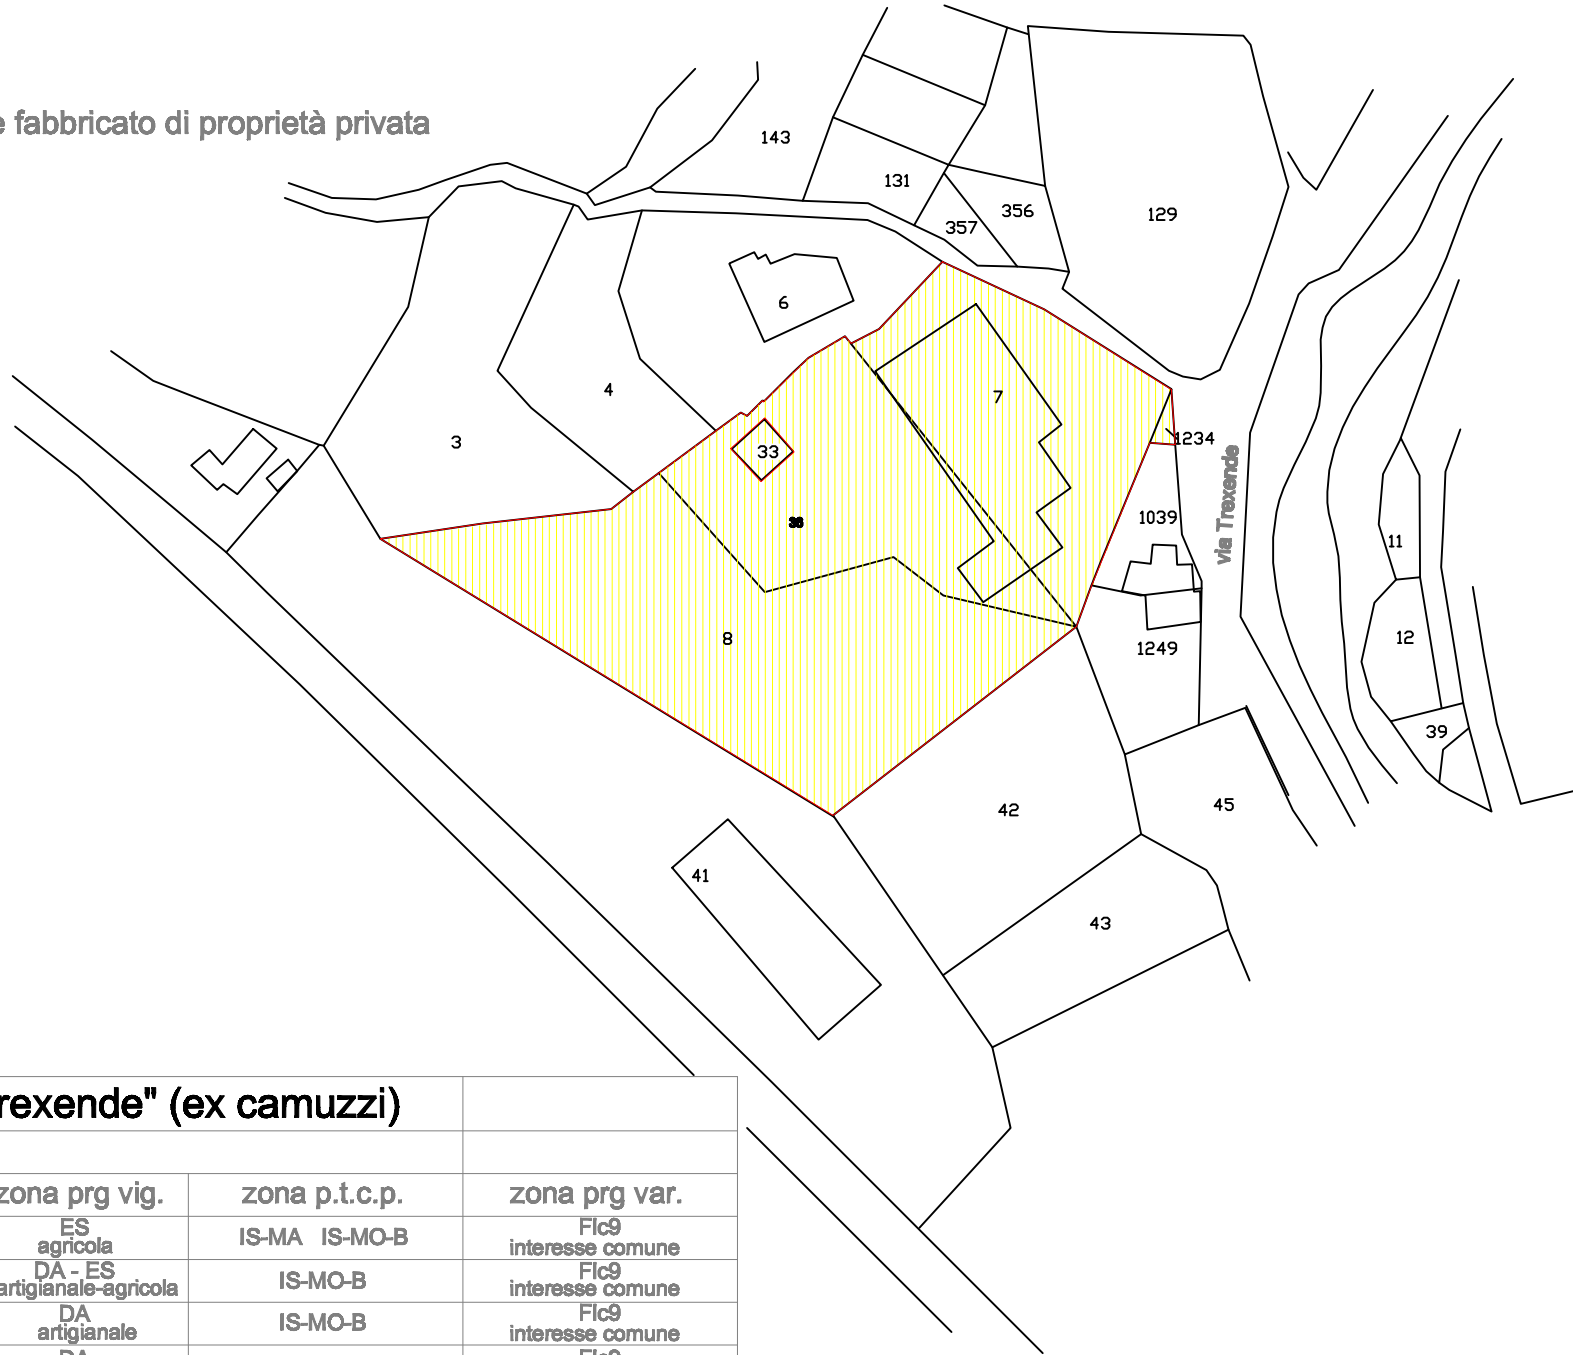 e fabbricato di proprietà privata
143
131
357
356
129
6
4
3
7
33
36
8
1234
via Trexende
1039
1249
11
12
39
42
45
43
41
rexende" (ex camuzzi)
zona prg vig. zona p.t.c.p. zona prg var.
ES
agricola
IS-MA IS-MO-B
FIc9
interesse comune
DA - ES
artigianale-agricola
IS-MO-B
FIc9
interesse comune
DA
artigianale
IS-MO-B
FIc9
interesse comune